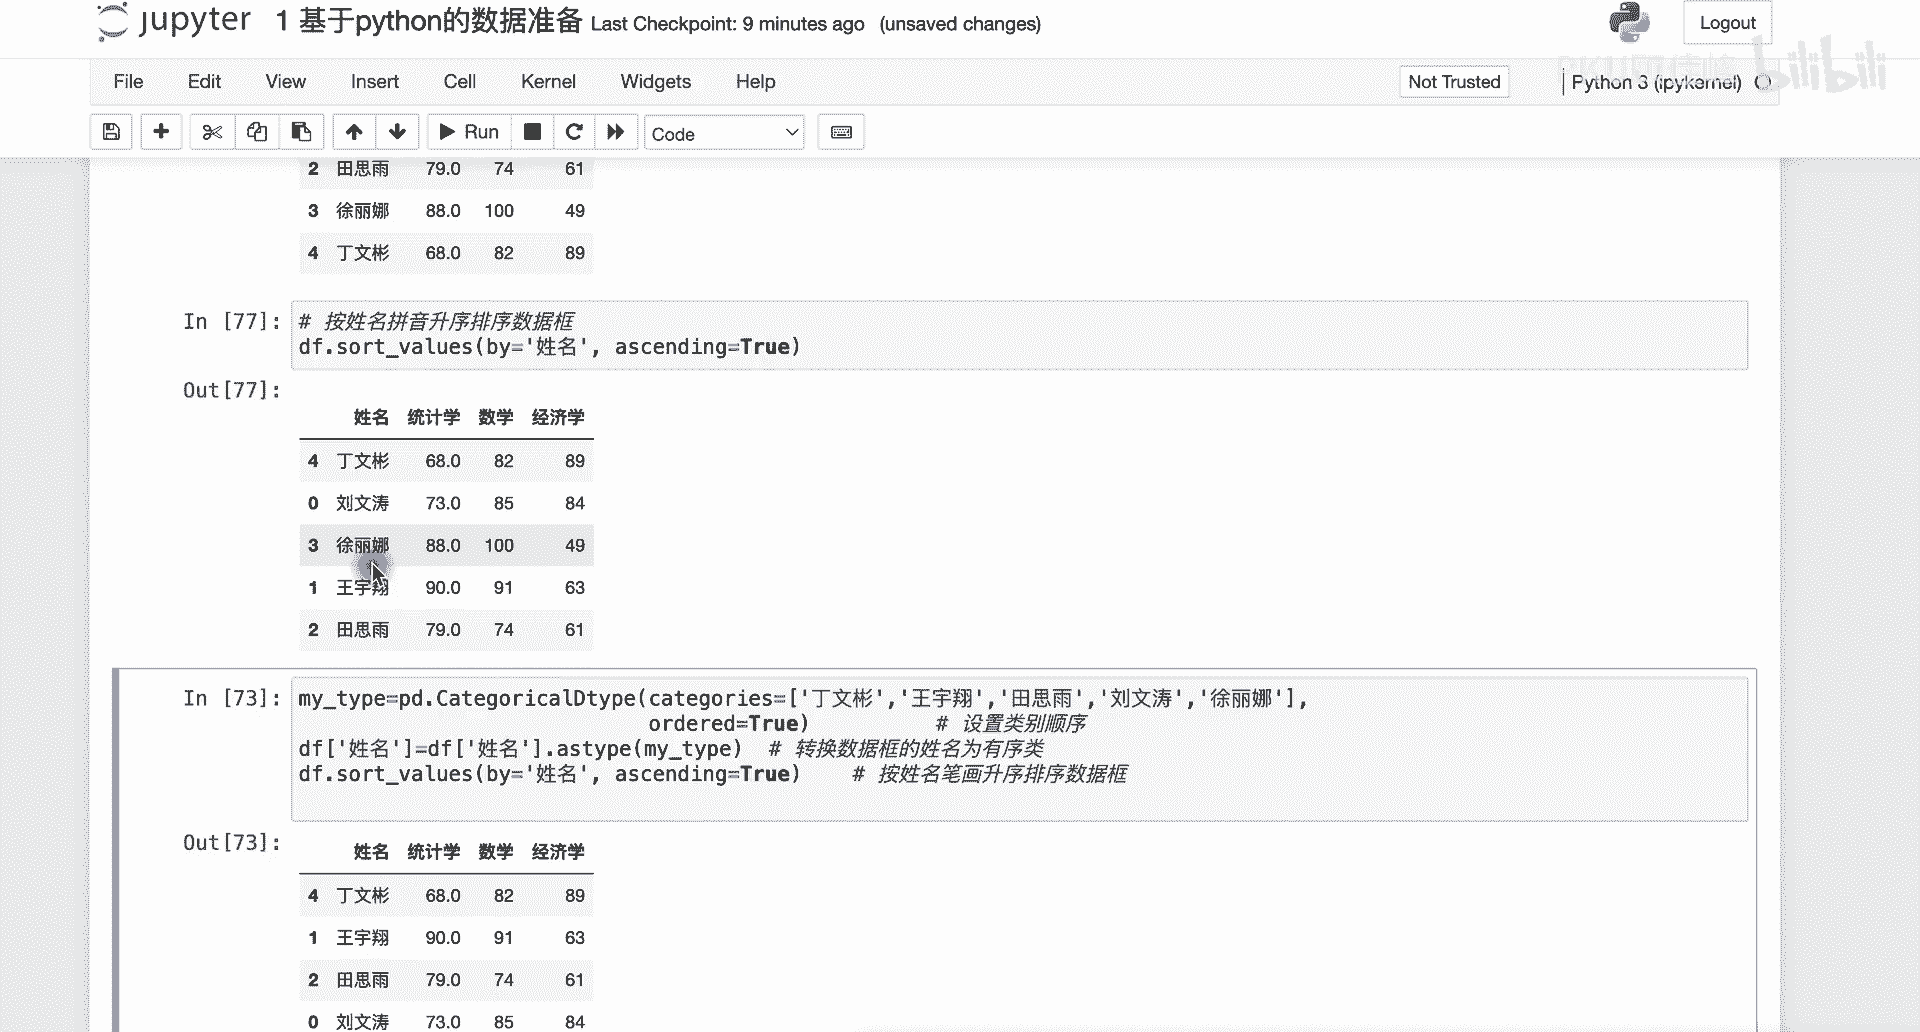 jupyter 1 基于python的数据准备 Last Checkpoint: 9 minutes ago (unsaved changes)
Logout
File Edit View Insert Cell Kernel Widgets Help
Not Trusted
Python 3 (ipykernel)
bilibili
Run
Code
2 田思雨 79.0 74 61
3 徐丽娜 88.0 100 49
4 丁文彬 68.0 82 89
In [77]: # 按姓名拼音升序排序数据框
df.sort_values(by='姓名', ascending=True)
Out[77]:
姓名 统计学 数学 经济学
4 丁文彬 68.0 82 89
0 刘文涛 73.0 85 84
3 徐丽娜 88.0 100 49
1 王宇翔 90.0 91 63
2 田思雨 79.0 74 61
In [73]: my_type=pd.CategoricalDtype(categories=['丁文彬','王宇翔','田思雨','刘文涛','徐丽娜'],
ordered=True) # 设置类别顺序
df['姓名']=df['姓名'].astype(my_type) # 转换数据框的姓名为有序类
df.sort_values(by='姓名', ascending=True) # 按姓名笔画升序排序数据框
Out[73]:
姓名 统计学 数学 经济学
4 丁文彬 68.0 82 89
1 王宇翔 90.0 91 63
2 田思雨 79.0 74 61
0 刘文涛 73.0 85 84